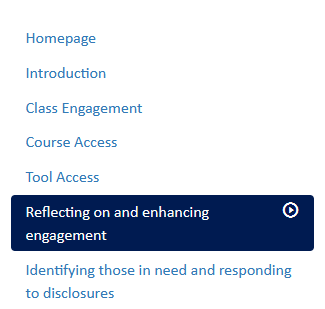 Homepage
Introduction
Class Engagement
Course Access
Tool Access
Reflecting on and enhancing
engagement
Identifying those in need and responding
to disclosures